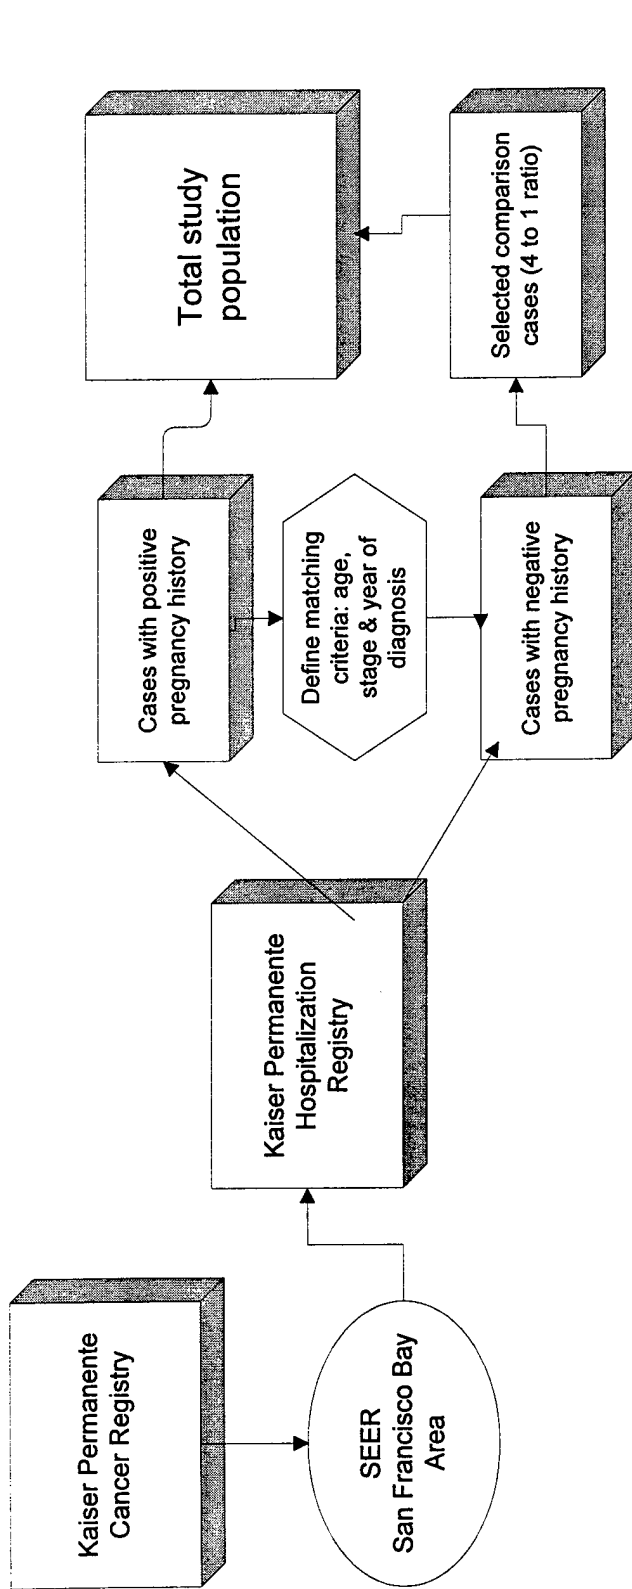 Kaiser Permanente
Cancer Registry
SEER
San Francisco Bay
Area
Kaiser Permanente
Hospitalization
Registry
Cases with positive
pregnancy history
Define matching
criteria: age,
stage & year of
diagnosis
Cases with negative
pregnancy history
Total study
population
Selected comparison
cases (4 to 1 ratio)